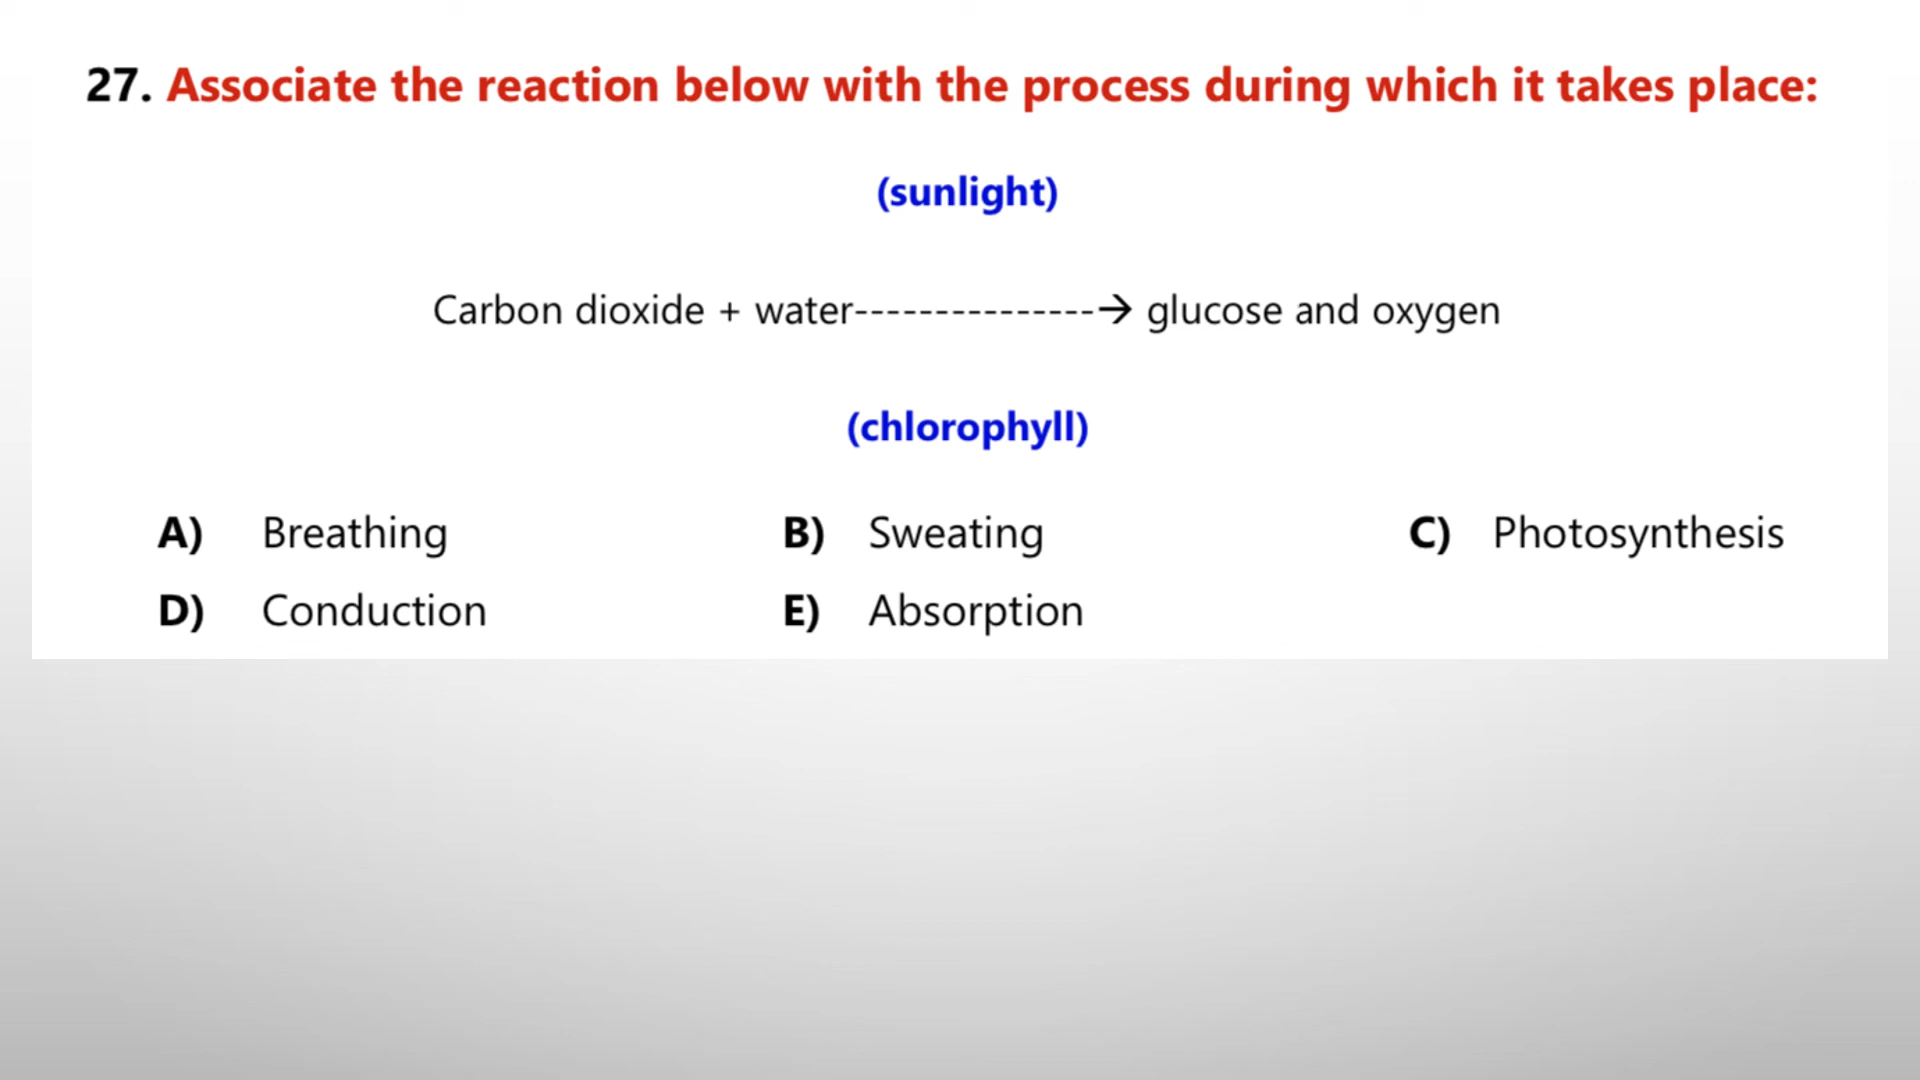 27. Associate the reaction below with the process during which it takes place:
(sunlight)
Carbon dioxide + water---------------→ glucose and oxygen
(chlorophyll)
A) Breathing B) Sweating C) Photosynthesis
D) Conduction E) Absorption